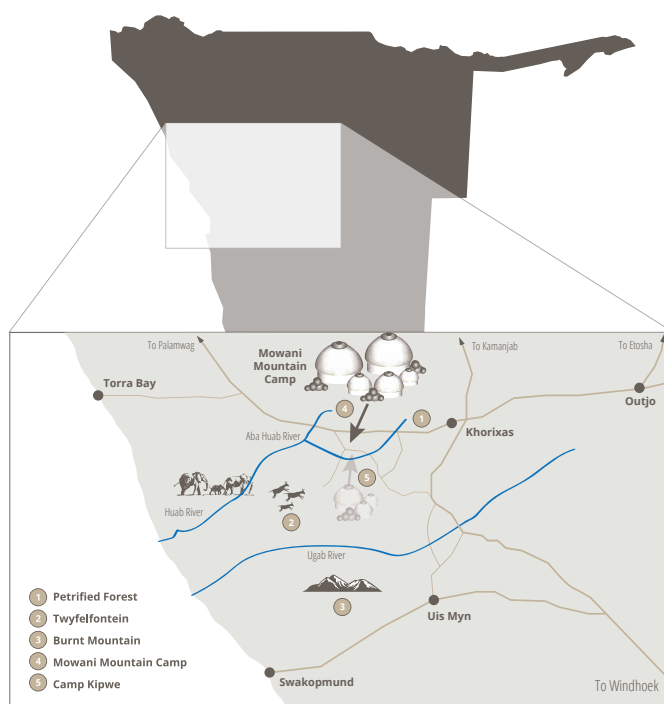 To Palamwag
Mowani
Mountain
Camp
To Kamanjab
To Etosha
Torra Bay
Outjo
4
1
Khorixas
Aba Huab River
5
Huab River
2
Ugab River
3
Uis Myn
1 Petrified Forest
2 Twyfelfontein
3 Burnt Mountain
4 Mowani Mountain Camp
5 Camp Kipwe
Swakopmund
To Windhoek